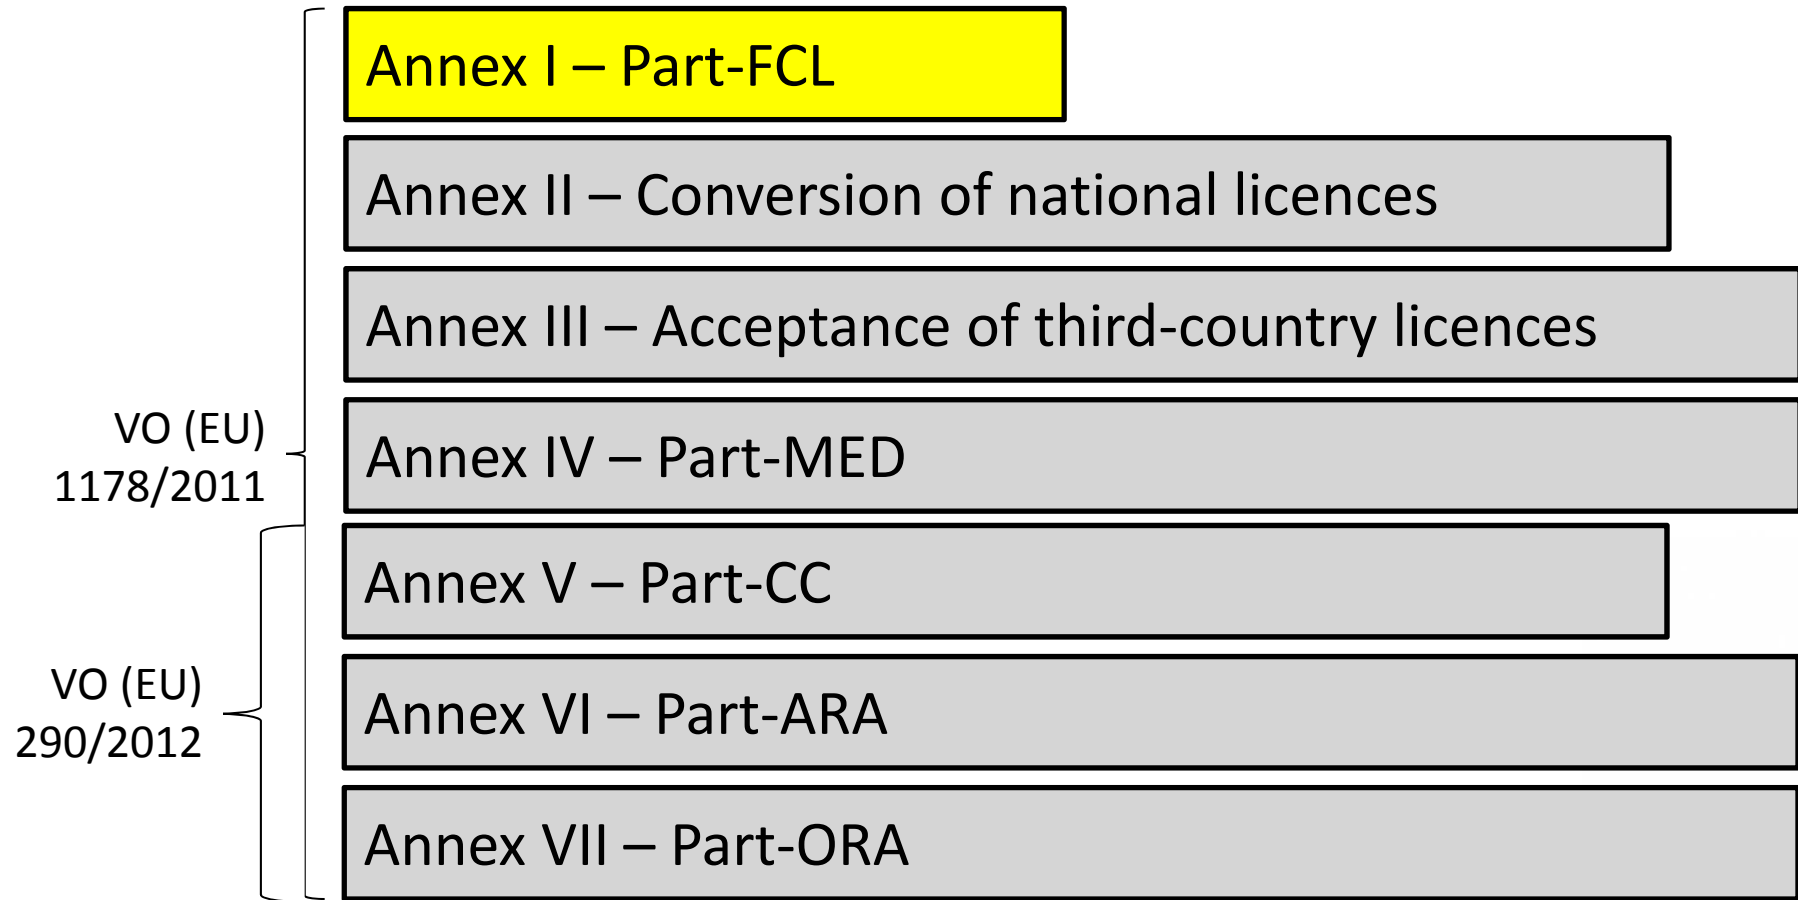 Annex I – Part-FCL
Annex II – Conversion of national licences
Annex III – Acceptance of third-country licences
VO (EU)
1178/2011
Annex IV – Part-MED
Annex V – Part-CC
VO (EU)
290/2012
Annex VI – Part-ARA
Annex VII – Part-ORA